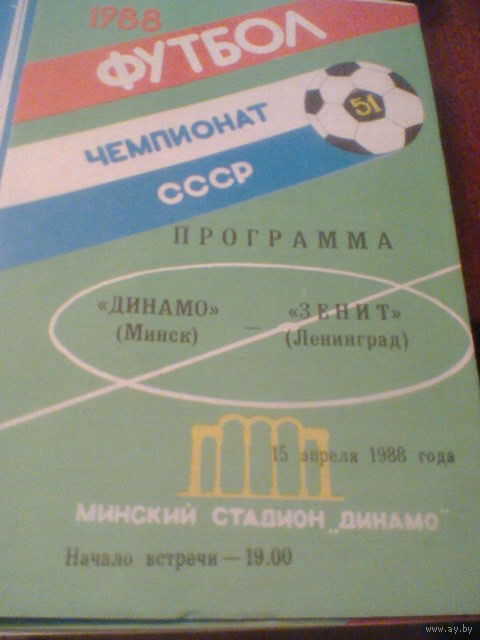 1988
ФУТБОЛ
51
ЧЕМПИОНАТ
СССР
ПРОГРАММА
«ДИНАМО» — «ЗЕНИТ»
(Минск) (Ленинград)
15 апреля 1988 года
МИНСКИЙ СТАДИОН „ДИНАМО"
Начало встречи — 19.00
www.ay.by